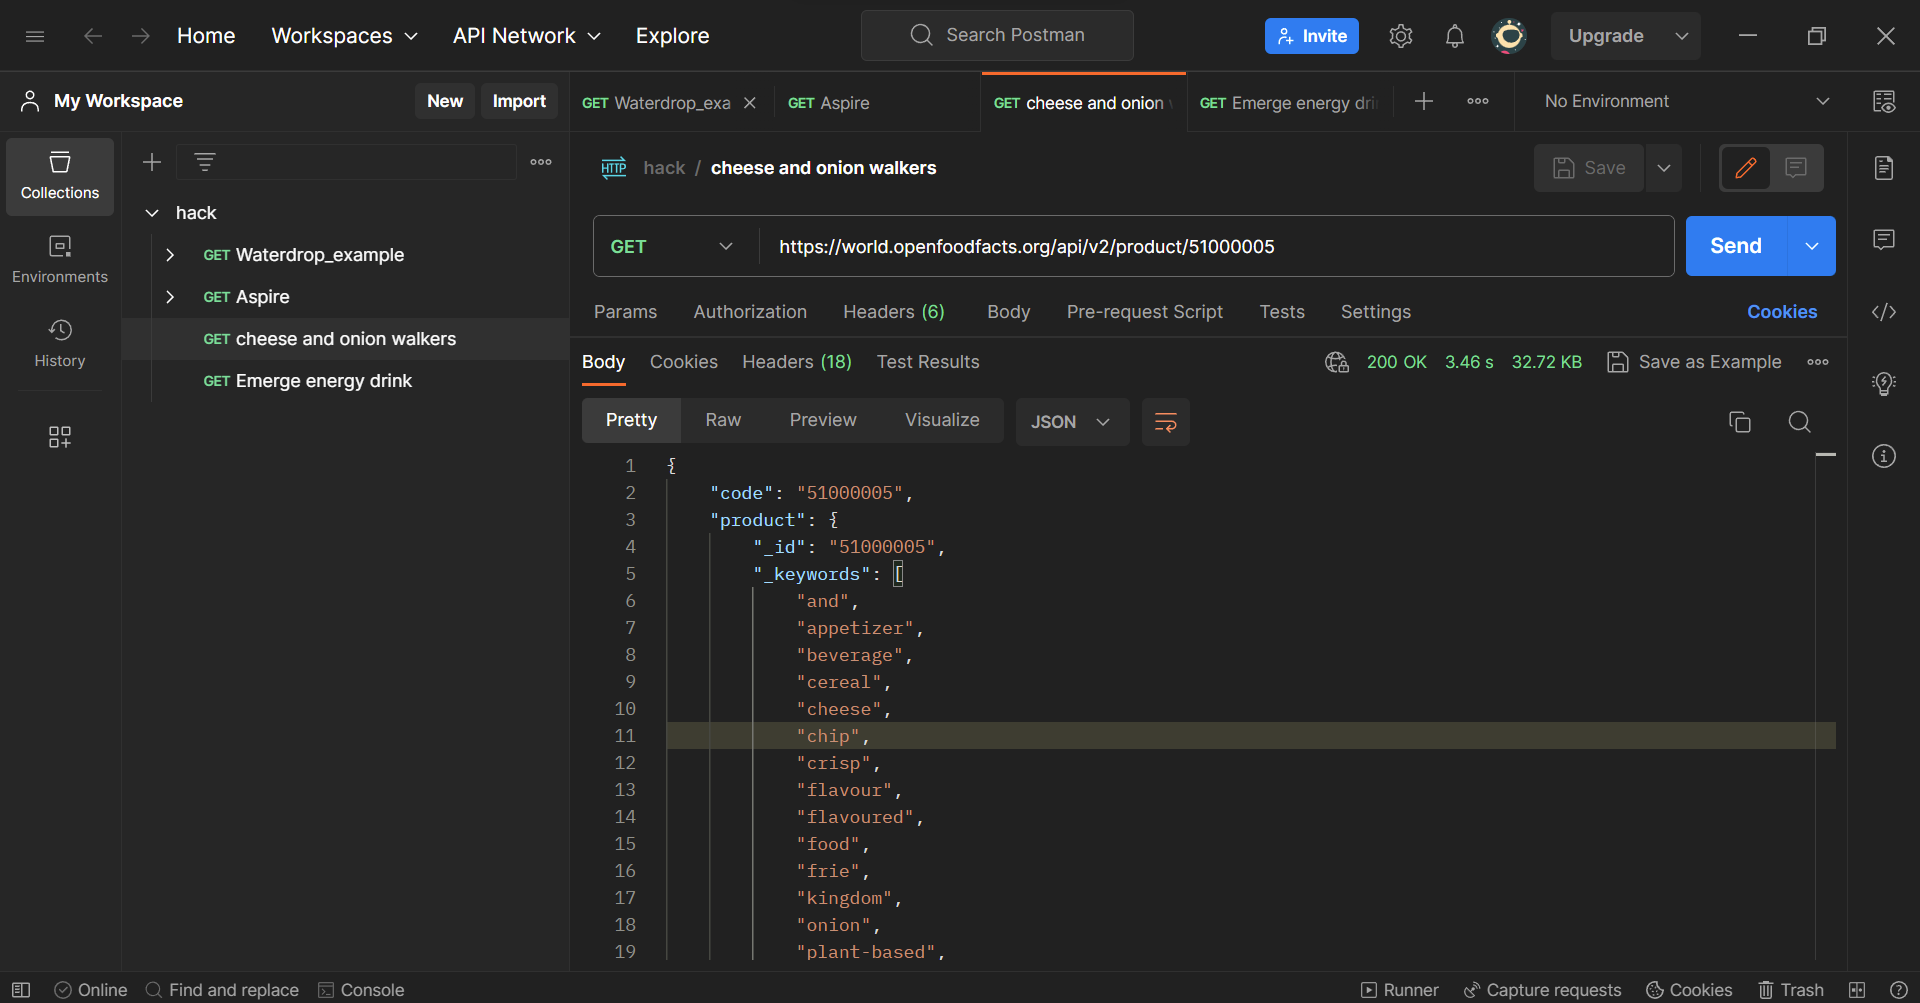 Home Workspaces API Network Explore Search Postman Invite Upgrade
My Workspace New Import GET Waterdrop_exa GET Aspire GET cheese and onion GET Emerge energy dri No Environment
Collections
Environments
History
hack
GET Waterdrop_example
GET Aspire
GET cheese and onion walkers
GET Emerge energy drink
HTTP hack / cheese and onion walkers Save
GET https://world.openfoodfacts.org/api/v2/product/51000005 Send
Params Authorization Headers (6) Body Pre-request Script Tests Settings Cookies
Body Cookies Headers (18) Test Results 200 OK 3.46 s 32.72 KB Save as Example
Pretty Raw Preview Visualize JSON
1 {
2 "code": "51000005",
3 "product": {
4 "_id": "51000005",
5 "_keywords": [
6 "and",
7 "appetizer",
8 "beverage",
9 "cereal",
10 "cheese",
11 "chip",
12 "crisp",
13 "flavour",
14 "flavoured",
15 "food",
16 "frie",
17 "kingdom",
18 "onion",
19 "plant-based",
Online Find and replace Console Runner Capture requests Cookies Trash